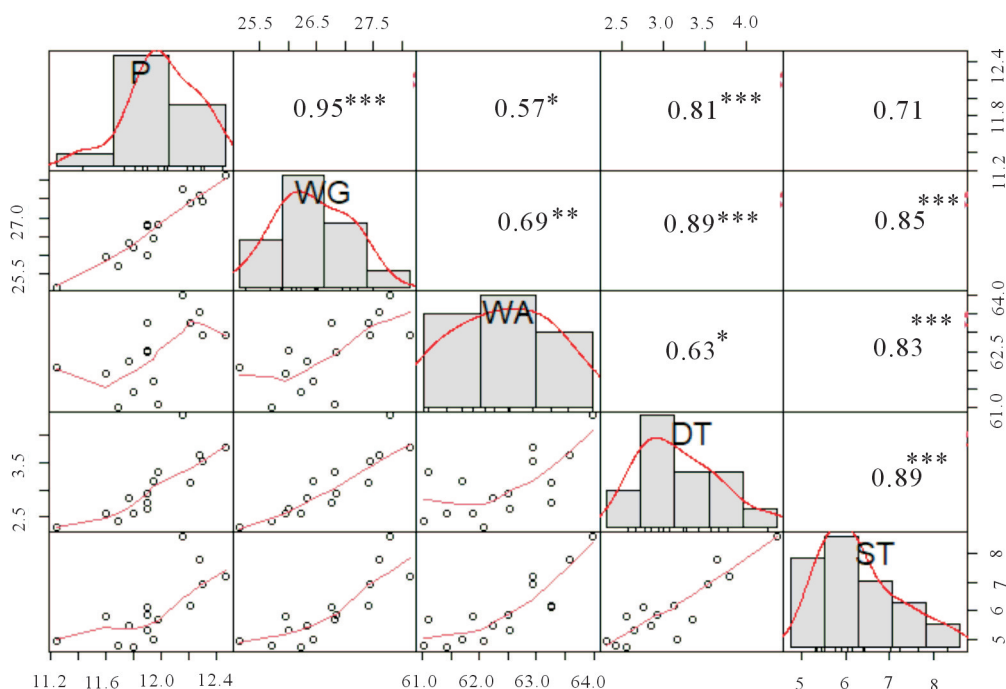 25.5 26.5 27.5 2.5 3.0 3.5 4.0
P 0.95*** 0.57* 0.81*** 0.71
11.2 11.8 12.4
WG 0.69** 0.89*** 0.85***
25.5 27.0
WA 0.63* 0.83***
61.0 62.5 64.0
DT 0.89***
2.5 3.5
ST
5 6 7 8
11.2 11.6 12.0 12.4 61.0 62.0 63.0 64.0 5 6 7 8